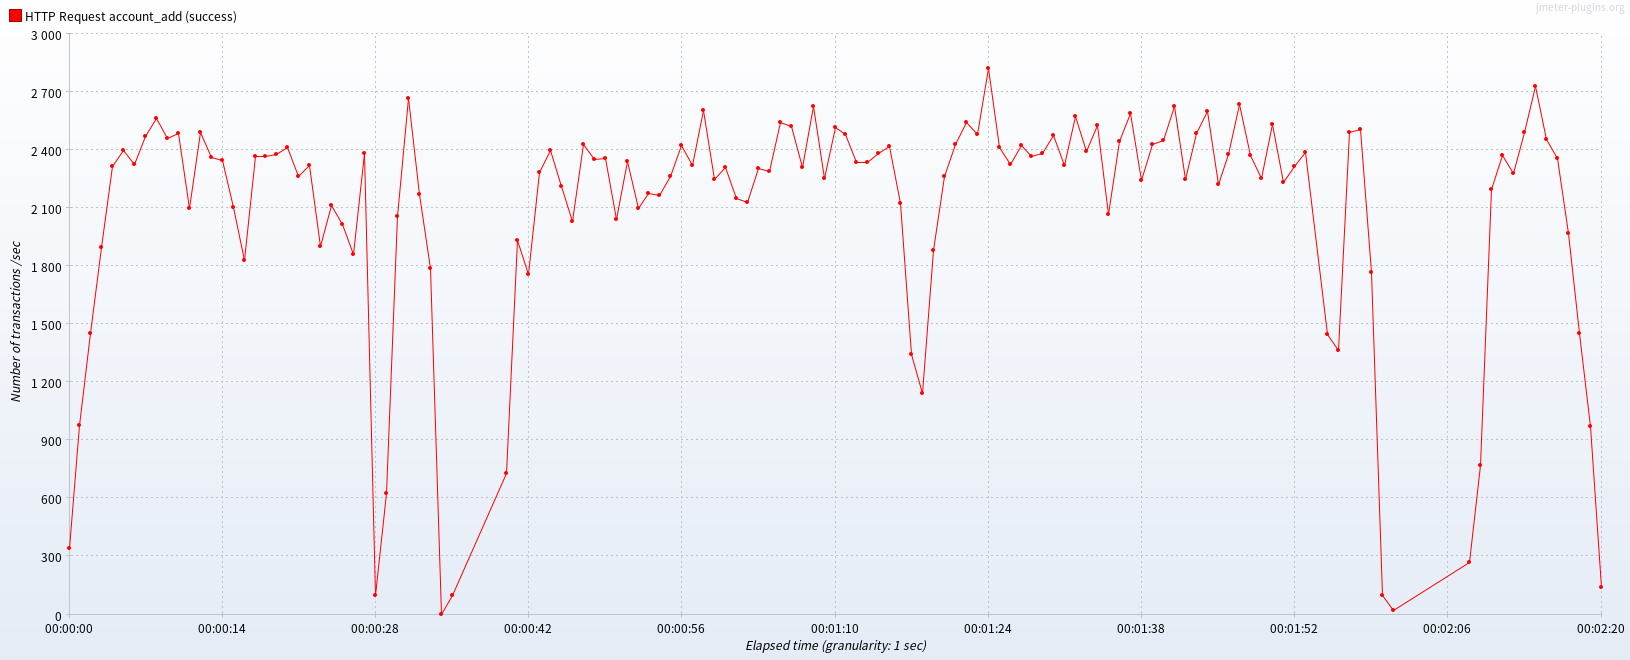 HTTP Request account_add (success)
jmeter-plugins.org
3 000
2 700
2 400
2 100
1 800
1 500
1 200
900
600
300
0
Number of transactions /sec
00:00:00 00:00:14 00:00:28 00:00:42 00:00:56 00:01:10 00:01:24 00:01:38 00:01:52 00:02:06 00:02:20
Elapsed time (granularity: 1 sec)